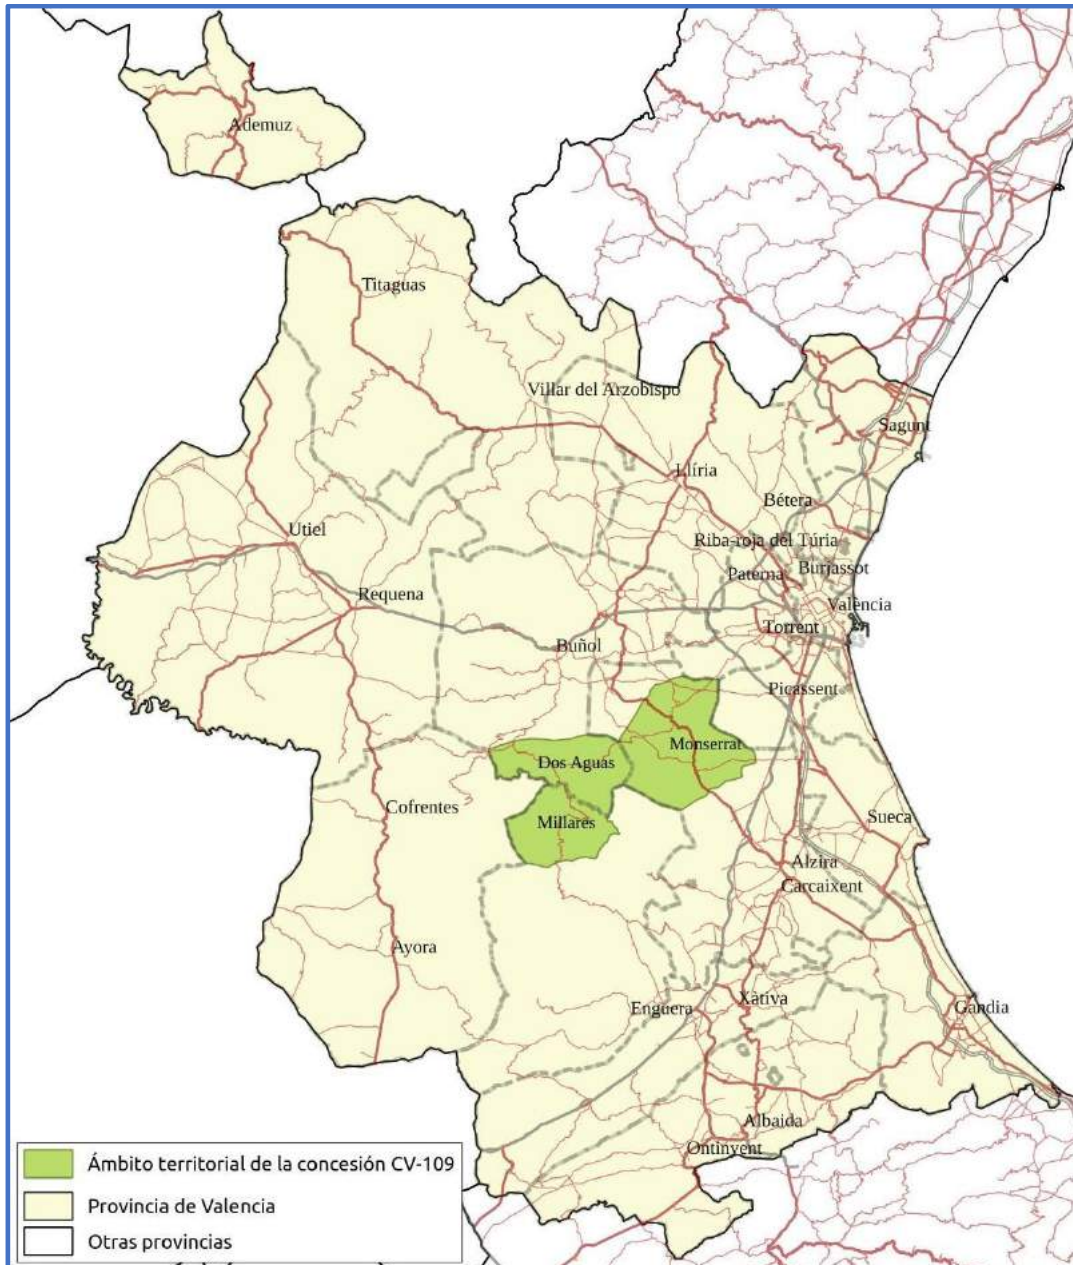 Ademuz
Titaguas
Villar del Arzobispo
Sagunt
Llíria
Bétera
Utiel
Riba-roja del Túria
Burjassot
Paterna
Requena
València
Torrent
Buñol
Picassent
Monserrat
Dos Aguas
Cofrentes
Millares
Sueca
Alzira
Carcaixent
Ayora
Xàtiva
Enguera
Gandia
Albaida
Ontinyent
Ámbito territorial de la concesión CV-109
Provincia de Valencia
Otras provincias